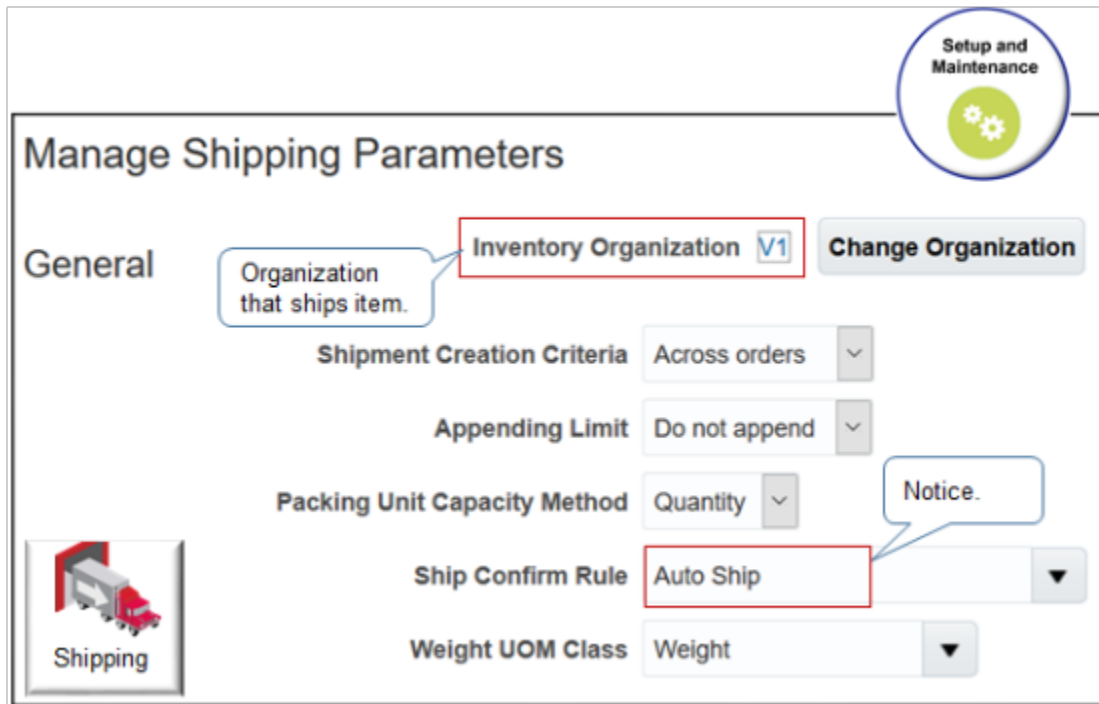 Setup and
Maintenance
Manage Shipping Parameters
General
Organization
that ships item.
Inventory Organization V1
Change Organization
Shipment Creation Criteria Across orders
Appending Limit Do not append
Packing Unit Capacity Method Quantity
Notice.
Ship Confirm Rule Auto Ship
Weight UOM Class Weight
Shipping